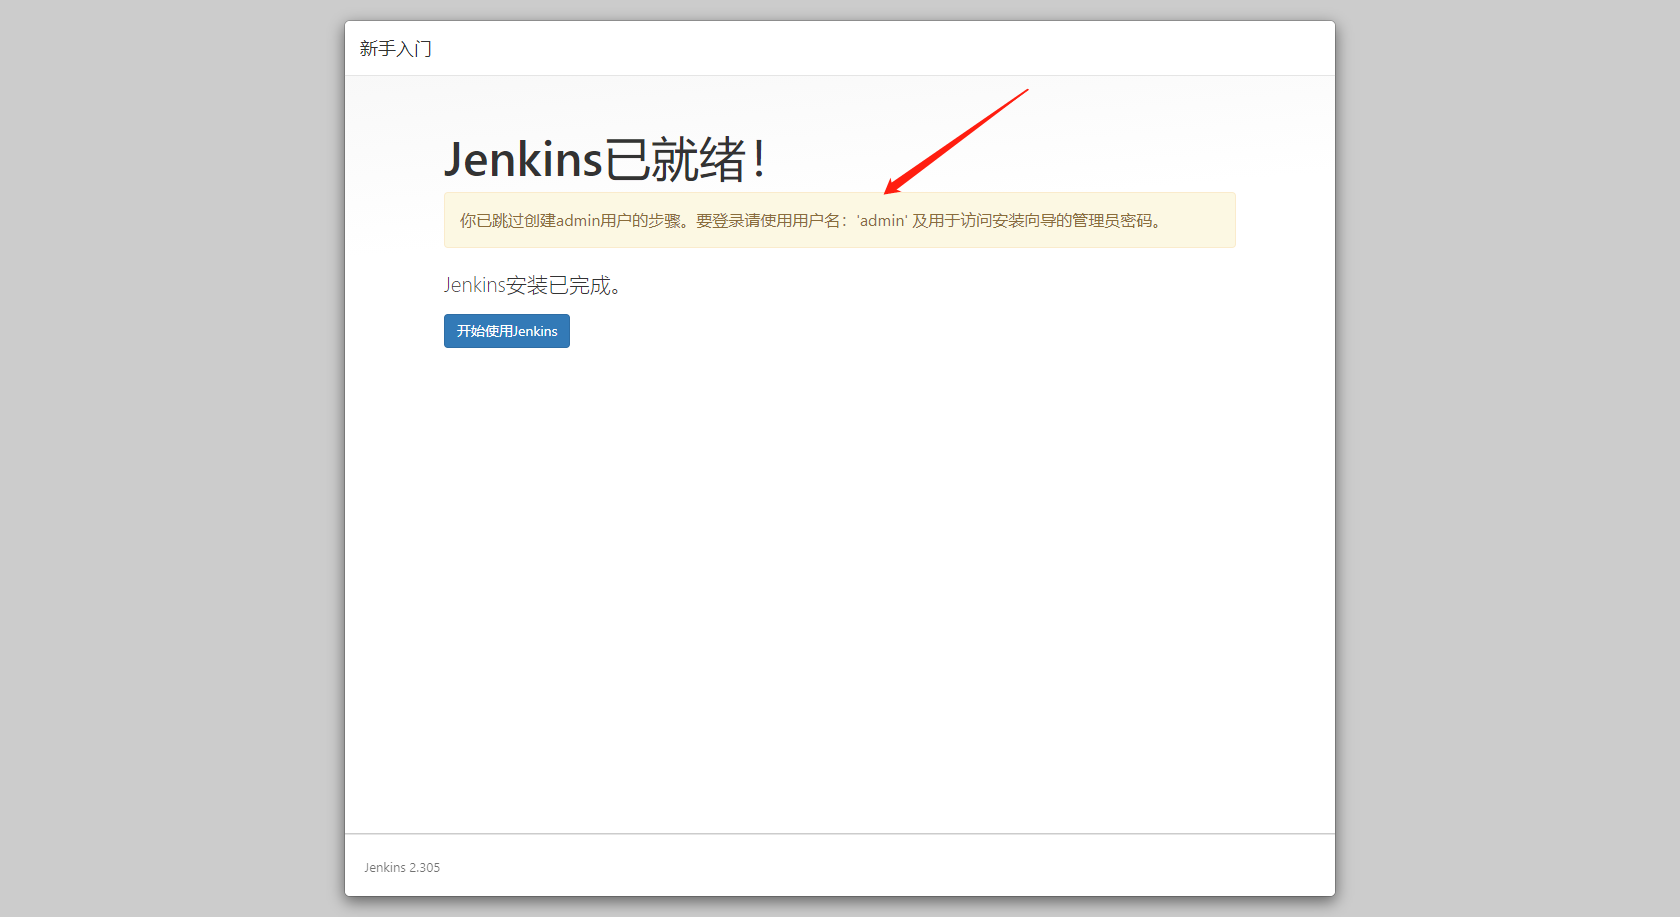 新手入门
Jenkins已就绪！
你已跳过创建admin用户的步骤。要登录请使用用户名：'admin' 及用于访问安装向导的管理员密码。
Jenkins安装已完成。
开始使用Jenkins
Jenkins 2.305